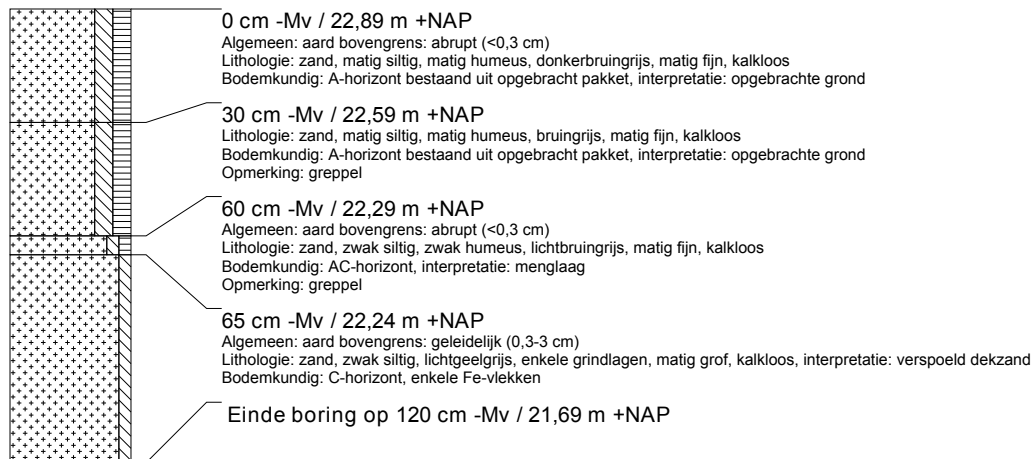 0 cm -Mv / 22,89 m +NAP
Algemeen: aard bovengrens: abrupt (<0,3 cm)
Lithologie: zand, matig siltig, matig humeus, donkerbruingrijs, matig fijn, kalkloos
Bodemkundig: A-horizont bestaand uit opgebracht pakket, interpretatie: opgebrachte grond
30 cm -Mv / 22,59 m +NAP
Lithologie: zand, matig siltig, matig humeus, bruingrijs, matig fijn, kalkloos
Bodemkundig: A-horizont bestaand uit opgebracht pakket, interpretatie: opgebrachte grond
Opmerking: greppel
60 cm -Mv / 22,29 m +NAP
Algemeen: aard bovengrens: abrupt (<0,3 cm)
Lithologie: zand, zwak siltig, zwak humeus, lichtbruingrijs, matig fijn, kalkloos
Bodemkundig: AC-horizont, interpretatie: menglaag
Opmerking: greppel
65 cm -Mv / 22,24 m +NAP
Algemeen: aard bovengrens: geleidelijk (0,3-3 cm)
Lithologie: zand, zwak siltig, lichtgeelgrijs, enkele grindlagen, matig grof, kalkloos, interpretatie: verspoeld dekzand
Bodemkundig: C-horizont, enkele Fe-vlekken
Einde boring op 120 cm -Mv / 21,69 m +NAP